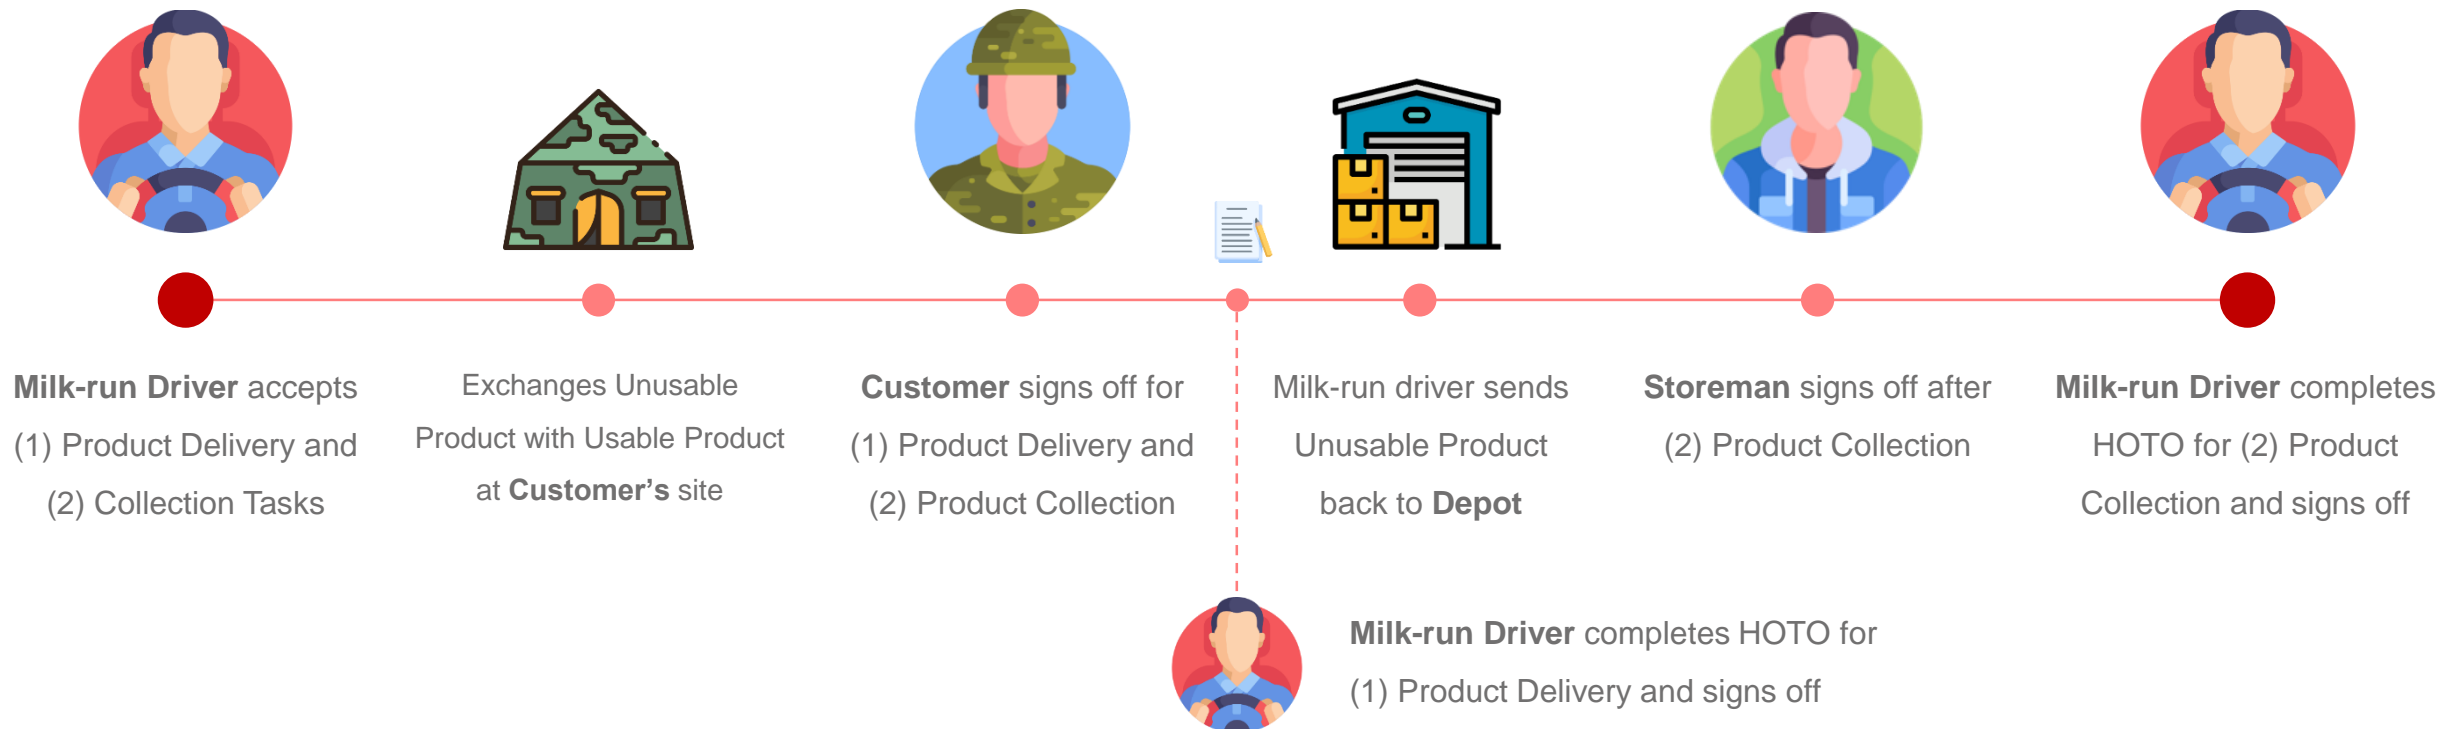 Milk-run Driver accepts
(1) Product Delivery and
(2) Collection Tasks
Exchanges Unusable
Product with Usable Product
at Customer's site
Customer signs off for
(1) Product Delivery and
(2) Product Collection
Milk-run driver sends
Unusable Product
back to Depot
Storeman signs off after
(2) Product Collection
Milk-run Driver completes
HOTO for (2) Product
Collection and signs off
Milk-run Driver completes HOTO for
(1) Product Delivery and signs off